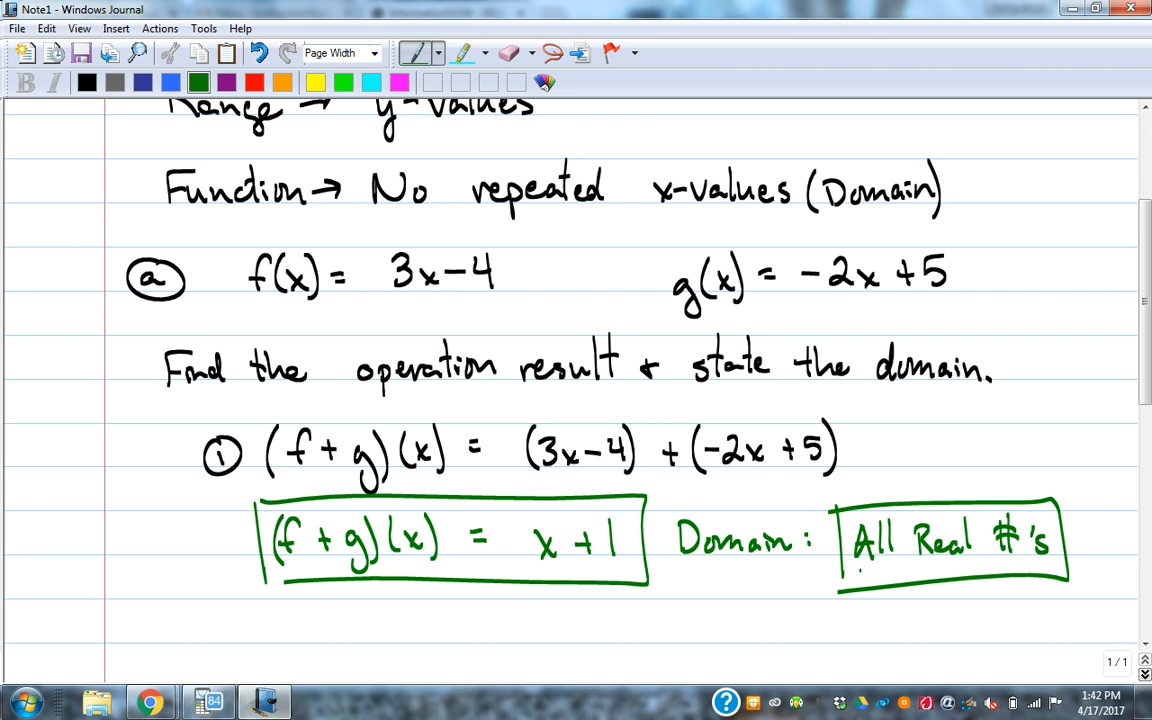 Note1 - Windows Journal
File Edit View Insert Actions Tools Help
Page Width
B I
Range → y-values
Function → No repeated x-values (Domain)
ⓐ f(x) = 3x-4 g(x) = -2x+5
Find the operation result & state the domain.
ⓘ (f+g)(x) = (3x-4) + (-2x+5)
(f+g)(x) = x+1 Domain: All Real #'s
1 / 1
84
1:42 PM
4/17/2017